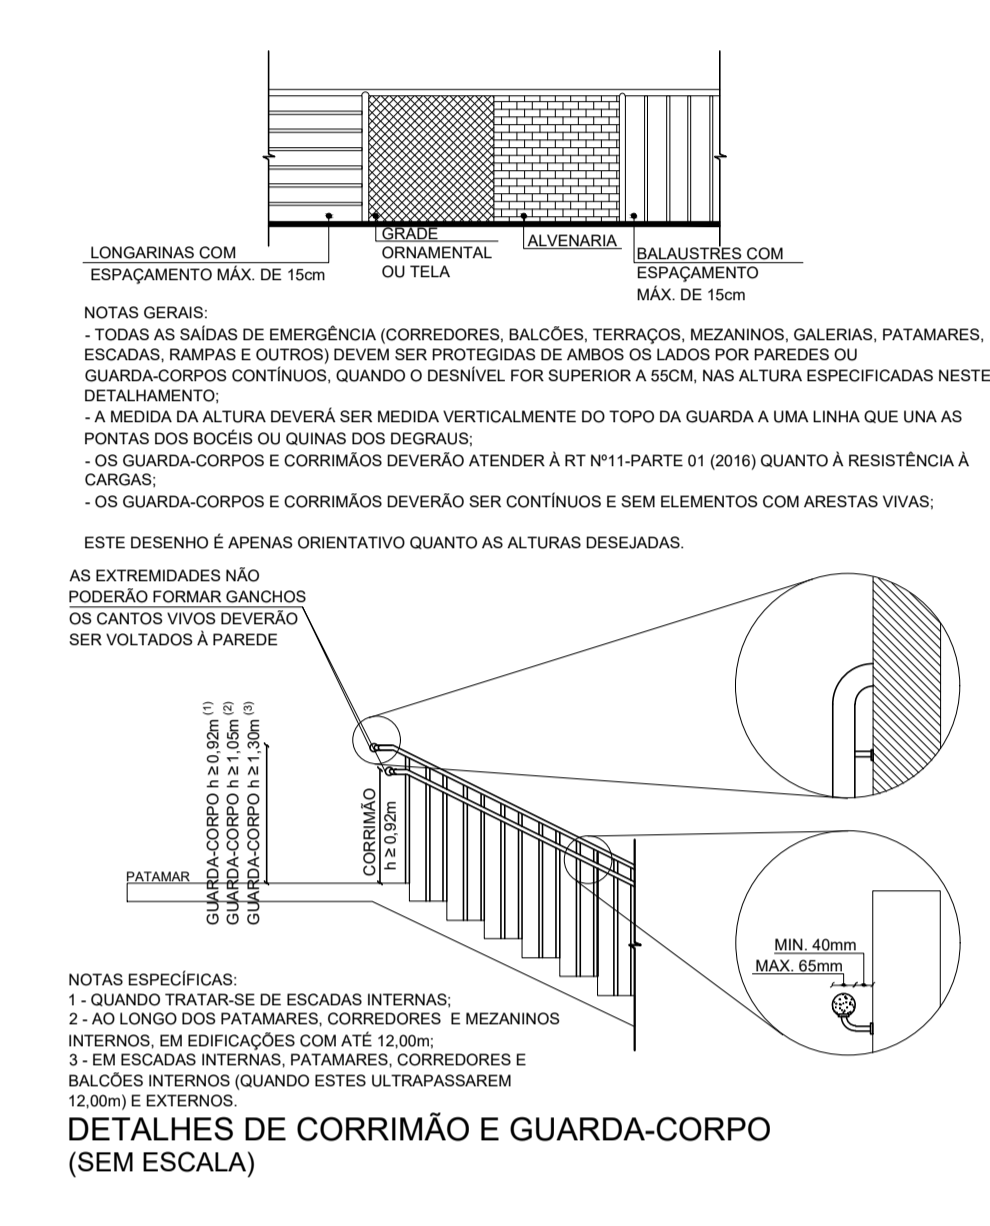 LONGARINAS COM
ESPAÇAMENTO MÁX. DE 15cm
GRADE
ORNAMENTAL
OU TELA
ALVENARIA
BALAUSTRES COM
ESPAÇAMENTO
MÁX. DE 15cm
NOTAS GERAIS:
- TODAS AS SAÍDAS DE EMERGÊNCIA (CORREDORES, BALCÕES, TERRAÇOS, MEZANINOS, GALERIAS, PATAMARES,
ESCADAS, RAMPAS E OUTROS) DEVEM SER PROTEGIDAS DE AMBOS OS LADOS POR PAREDES OU
GUARDA-CORPOS CONTÍNUOS, QUANDO O DESNÍVEL FOR SUPERIOR A 55CM, NAS ALTURA ESPECIFICADAS NESTE
DETALHAMENTO;
- A MEDIDA DA ALTURA DEVERÁ SER MEDIDA VERTICALMENTE DO TOPO DA GUARDA A UMA LINHA QUE UNA AS
PONTAS DOS BOCÉIS OU QUINAS DOS DEGRAUS;
- OS GUARDA-CORPOS E CORRIMÃOS DEVERÃO ATENDER À RT Nº11-PARTE 01 (2016) QUANTO À RESISTÊNCIA À
CARGAS;
- OS GUARDA-CORPOS E CORRIMÃOS DEVERÃO SER CONTÍNUOS E SEM ELEMENTOS COM ARESTAS VIVAS;
ESTE DESENHO É APENAS ORIENTATIVO QUANTO AS ALTURAS DESEJADAS.
AS EXTREMIDADES NÃO
PODERÃO FORMAR GANCHOS
OS CANTOS VIVOS DEVERÃO
SER VOLTADOS À PAREDE
GUARDA-CORPO h ≥ 0,92m (1)
GUARDA-CORPO h ≥ 1,05m (2)
GUARDA-CORPO h ≥ 1,30m (3)
CORRIMÃO
h ≥ 0,92m
PATAMAR
MIN. 40mm
MAX. 65mm
NOTAS ESPECÍFICAS:
1 - QUANDO TRATAR-SE DE ESCADAS INTERNAS;
2 - AO LONGO DOS PATAMARES, CORREDORES E MEZANINOS
INTERNOS, EM EDIFICAÇÕES COM ATÉ 12,00m;
3 - EM ESCADAS INTERNAS, PATAMARES, CORREDORES E
BALCÕES INTERNOS (QUANDO ESTES ULTRAPASSAREM
12,00m) E EXTERNOS.
DETALHES DE CORRIMÃO E GUARDA-CORPO
(SEM ESCALA)